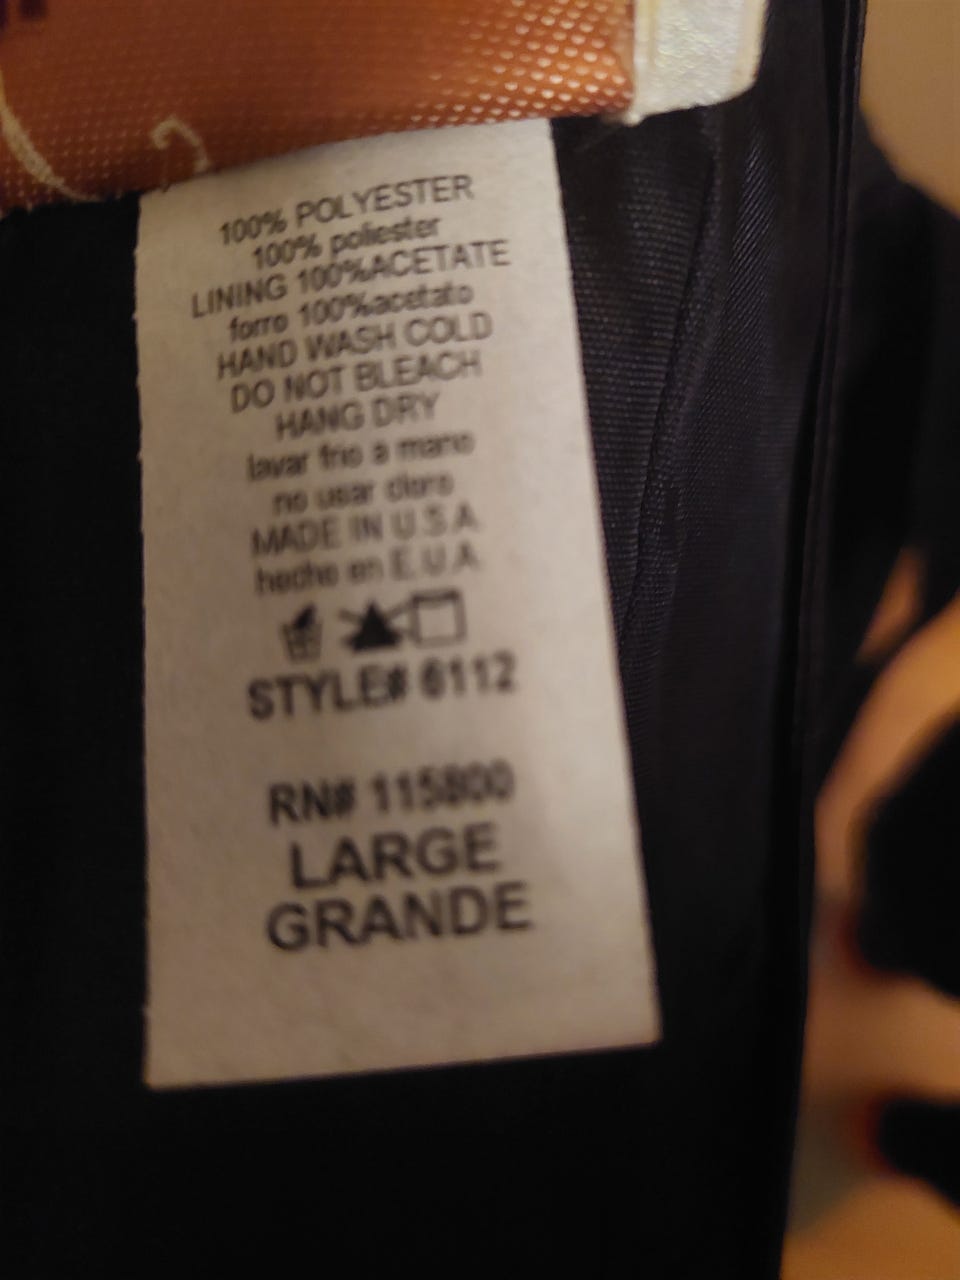 100% POLYESTER
100% poliester
LINING 100%ACETATE
forro 100%acetato
HAND WASH COLD
DO NOT BLEACH
HANG DRY
lavar frio a mano
no usar cloro
MADE IN U.S.A.
hecho en E.U.A.
STYLE# 6112
RN# 115800
LARGE
GRANDE